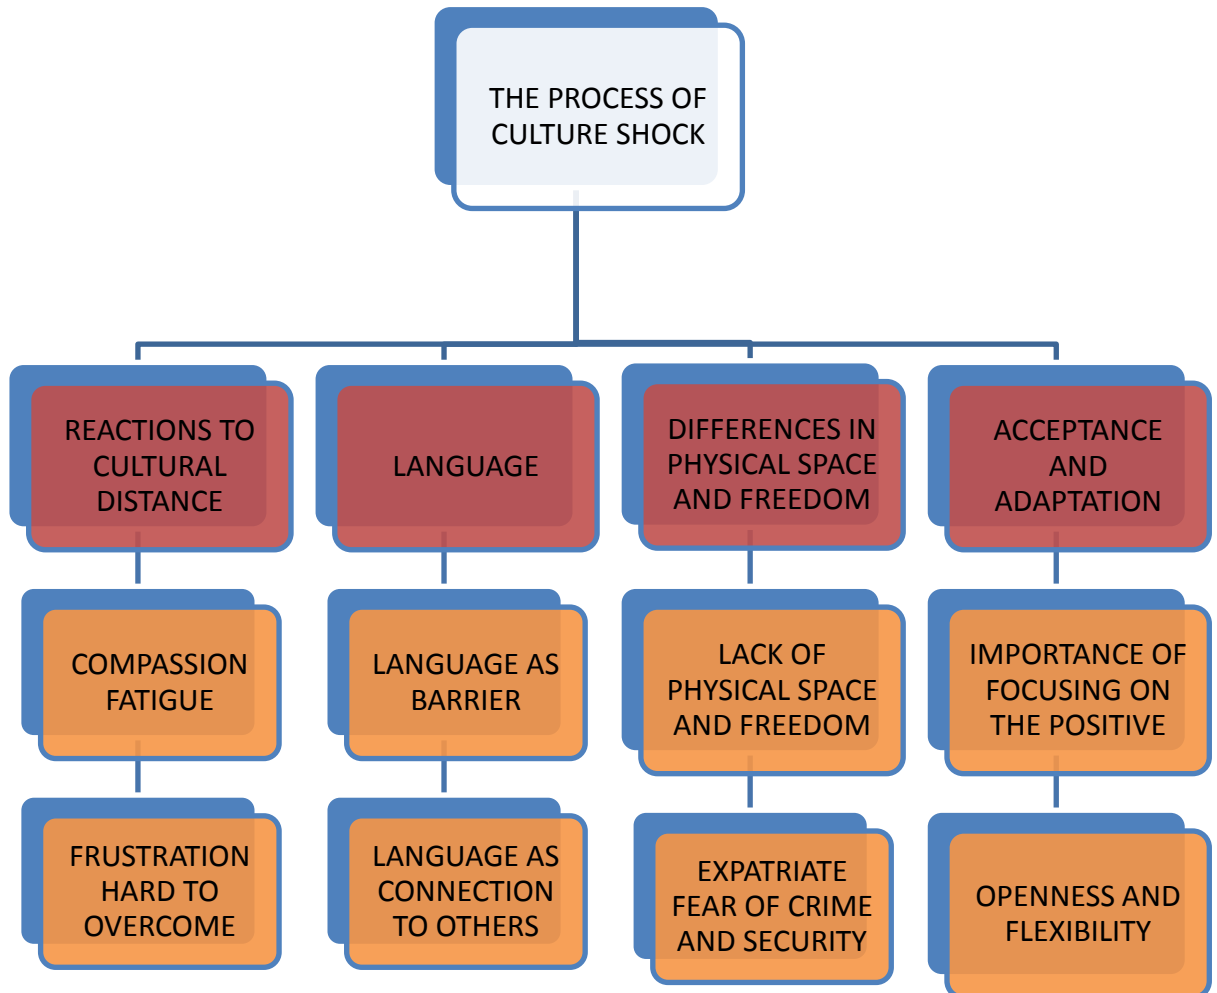 THE PROCESS OF
CULTURE SHOCK
REACTIONS TO
CULTURAL
DISTANCE
LANGUAGE
DIFFERENCES IN
PHYSICAL SPACE
AND FREEDOM
ACCEPTANCE
AND
ADAPTATION
COMPASSION
FATIGUE
LANGUAGE AS
BARRIER
LACK OF
PHYSICAL SPACE
AND FREEDOM
IMPORTANCE OF
FOCUSING ON
THE POSITIVE
FRUSTRATION
HARD TO
OVERCOME
LANGUAGE AS
CONNECTION
TO OTHERS
EXPATRIATE
FEAR OF CRIME
AND SECURITY
OPENNESS AND
FLEXIBILITY